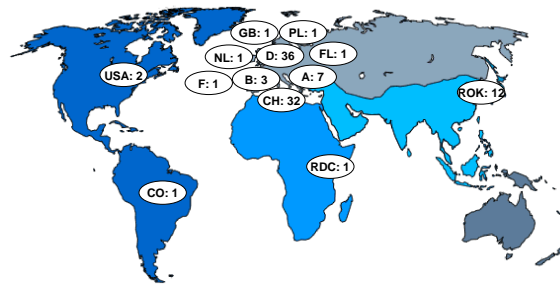 GB: 1
PL: 1
NL: 1
D: 36
FL: 1
USA: 2
F: 1
B: 3
A: 7
CH: 32
ROK: 12
RDC: 1
CO: 1